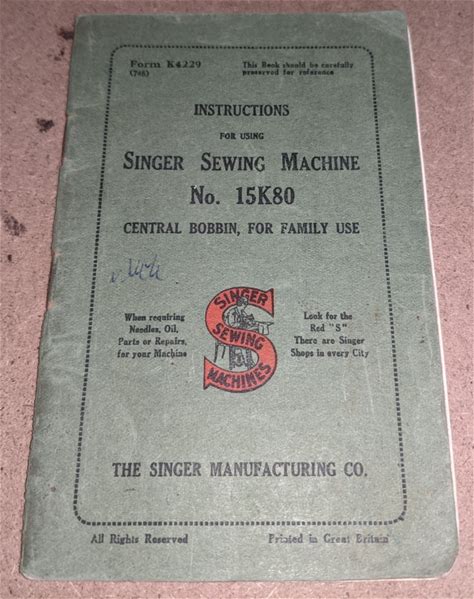 Form K4229
(768)
This Book should be carefully
preserved for reference
INSTRUCTIONS
FOR USING
SINGER SEWING MACHINE
No. 15K80
CENTRAL BOBBIN, FOR FAMILY USE
When requiring
Needles, Oil,
Parts or Repairs,
for your Machine
SINGER
SEWING
MACHINES
Look for the
Red "S"
There are Singer
Shops in every City
THE SINGER MANUFACTURING CO.
All Rights Reserved
Printed in Great Britain